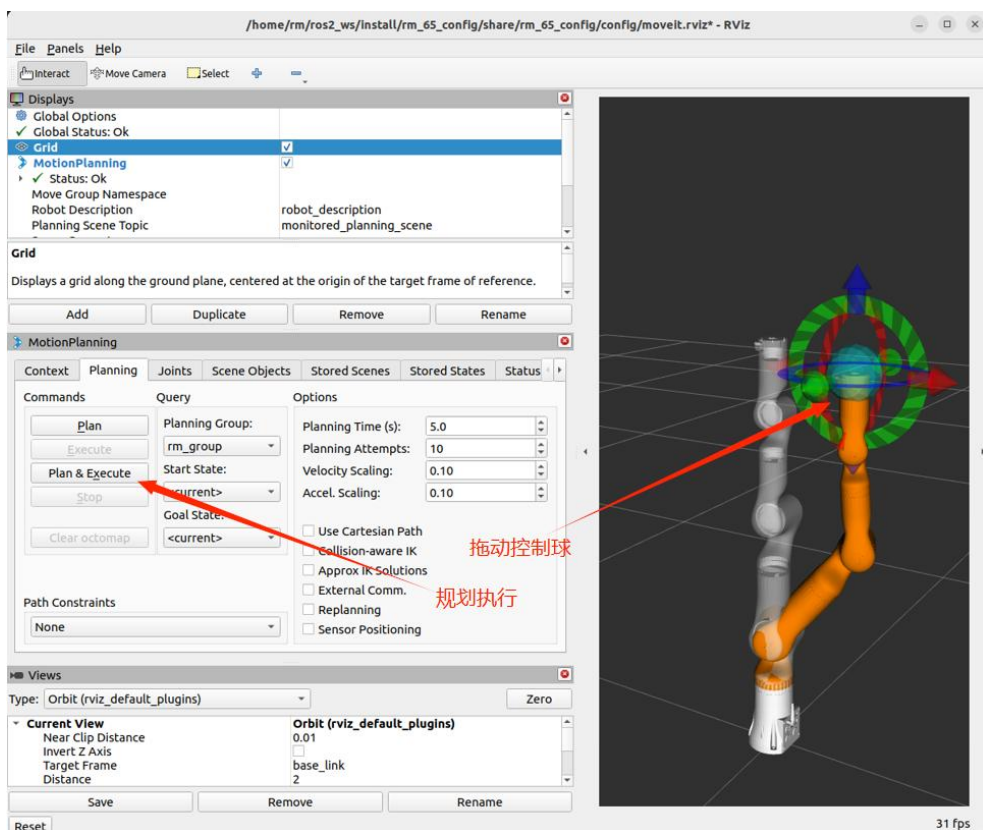 /home/rm/ros2_ws/install/rm_65_config/share/rm_65_config/config/moveit.rviz* - RViz
File Panels Help
Interact Move Camera Select
Displays
Global Options
Global Status: Ok
Grid
MotionPlanning
Status: Ok
Move Group Namespace
Robot Description robot_description
Planning Scene Topic monitored_planning_scene
Grid
Displays a grid along the ground plane, centered at the origin of the target frame of reference.
Add Duplicate Remove Rename
MotionPlanning
Context Planning Joints Scene Objects Stored Scenes Stored States Status
Commands Query Options
Plan Planning Group: Planning Time (s): 5.0
Execute rm_group Planning Attempts: 10
Plan & Execute Start State: Velocity Scaling: 0.10
Stop <current> Accel. Scaling: 0.10
Goal State:
Clear octomap <current> Use Cartesian Path
Collision-aware IK
拖动控制球
Approx IK Solutions
External Comm.
规划执行
Path Constraints Replanning
None Sensor Positioning
Views
Type: Orbit (rviz_default_plugins) Zero
Current View Orbit (rviz_default_plugins)
Near Clip Distance 0.01
Invert Z Axis
Target Frame base_link
Distance 2
Save Remove Rename
Reset 31 fps